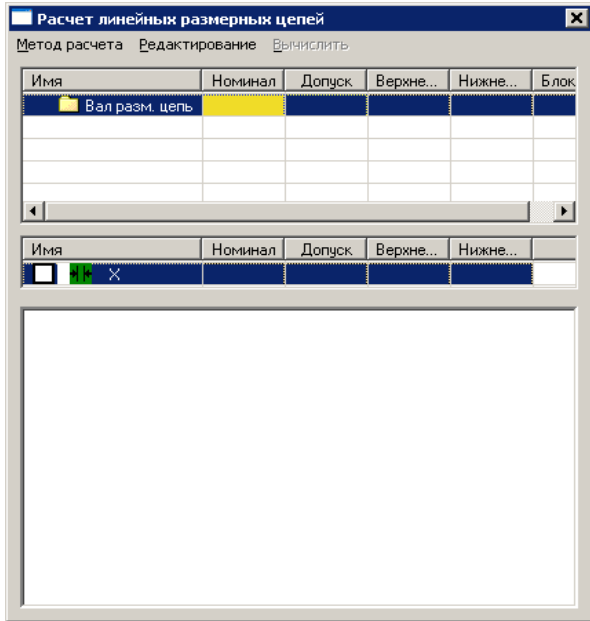 Расчет линейных размерных цепей
Метод расчета Редактирование Вычислить
Имя Номинал Допуск Верхне... Нижне... Блок
Вал разм. цепь
Имя Номинал Допуск Верхне... Нижне...
X